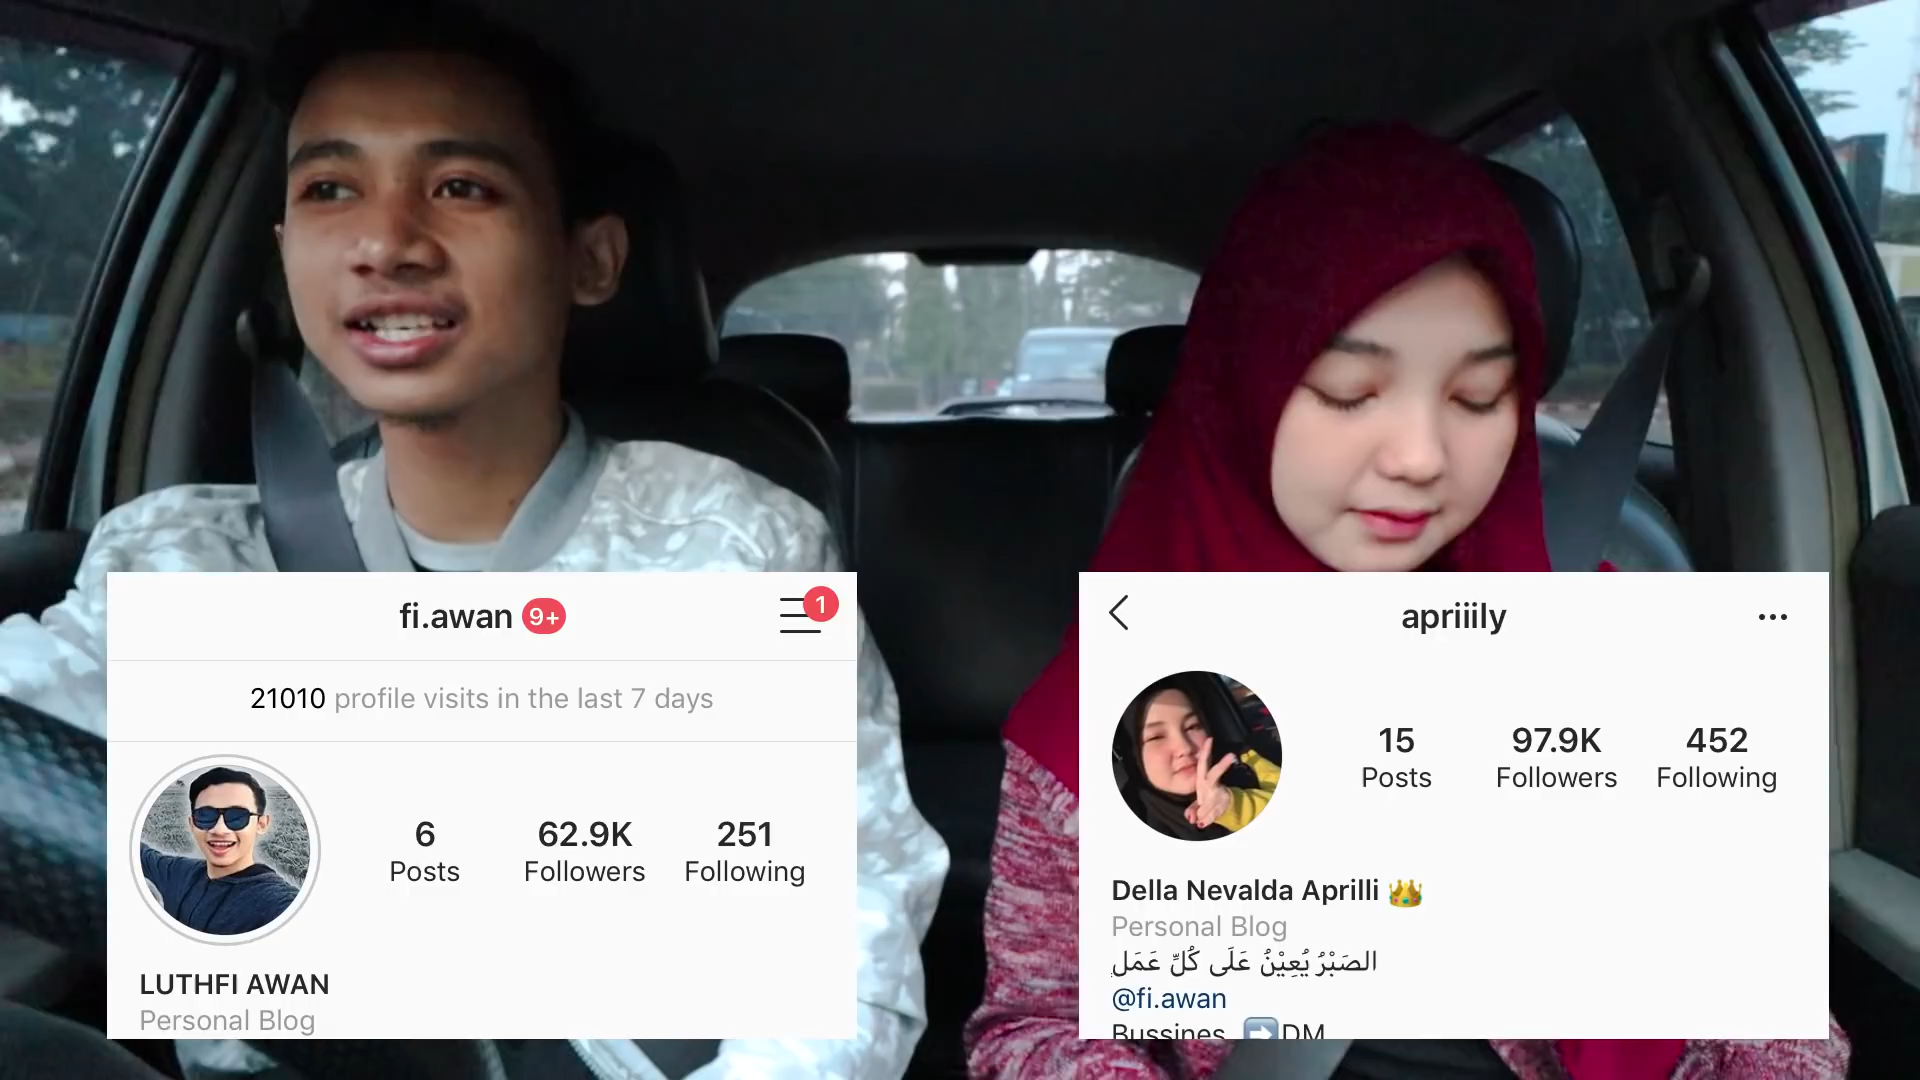 fi.awan 9+
1
21010 profile visits in the last 7 days
6
Posts
62.9K
Followers
251
Following
LUTHFI AWAN
Personal Blog
apriiily
15
Posts
97.9K
Followers
452
Following
Della Nevalda Aprilli 👑
Personal Blog
الصَبْرُ يُعِيْنُ عَلَى كُلِّ عَمَلٍ
@fi.awan
Bussines ➡️DM